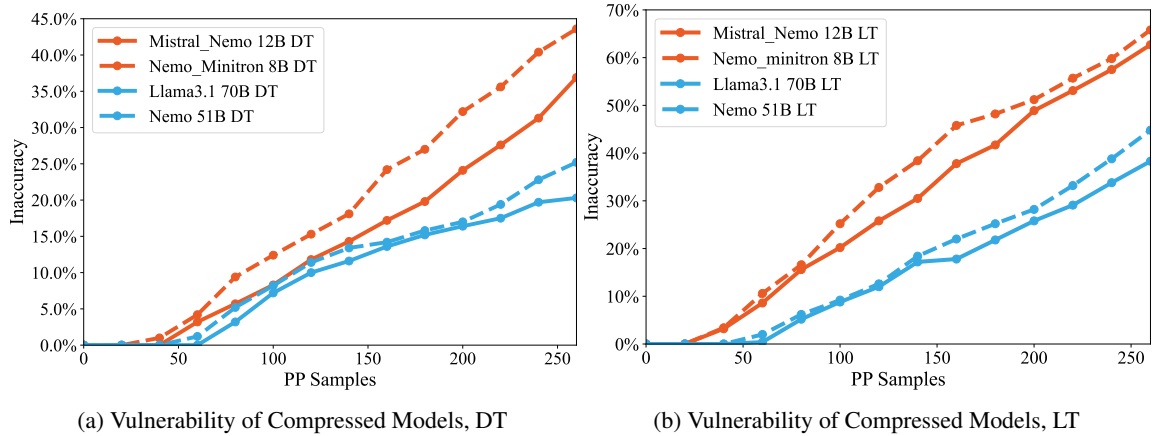 45.0%
40.0%
35.0%
30.0%
25.0%
20.0%
15.0%
10.0%
5.0%
0.0%
Inaccuracy
Mistral_Nemo 12B DT
Nemo_Minitron 8B DT
Llama3.1 70B DT
Nemo 51B DT
0 50 100 150 200 250
PP Samples
(a) Vulnerability of Compressed Models, DT
70%
60%
50%
40%
30%
20%
10%
0%
Inaccuracy
Mistral_Nemo 12B LT
Nemo_minitron 8B LT
Llama3.1 70B LT
Nemo 51B LT
0 50 100 150 200 250
PP Samples
(b) Vulnerability of Compressed Models, LT